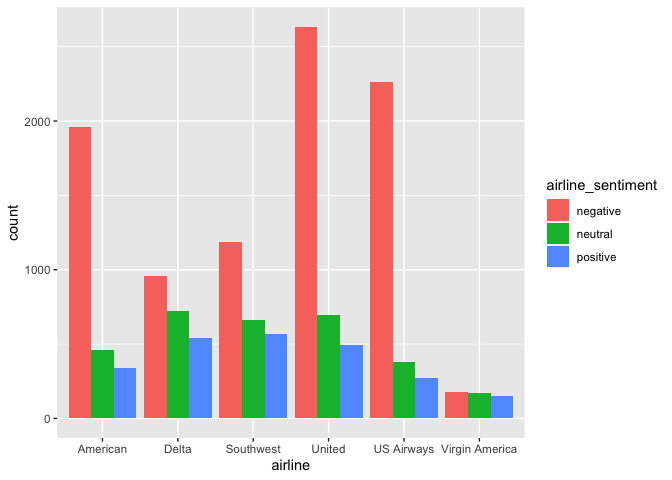 2000
1000
0
count
American Delta Southwest United US Airways Virgin America
airline
airline_sentiment
negative
neutral
positive